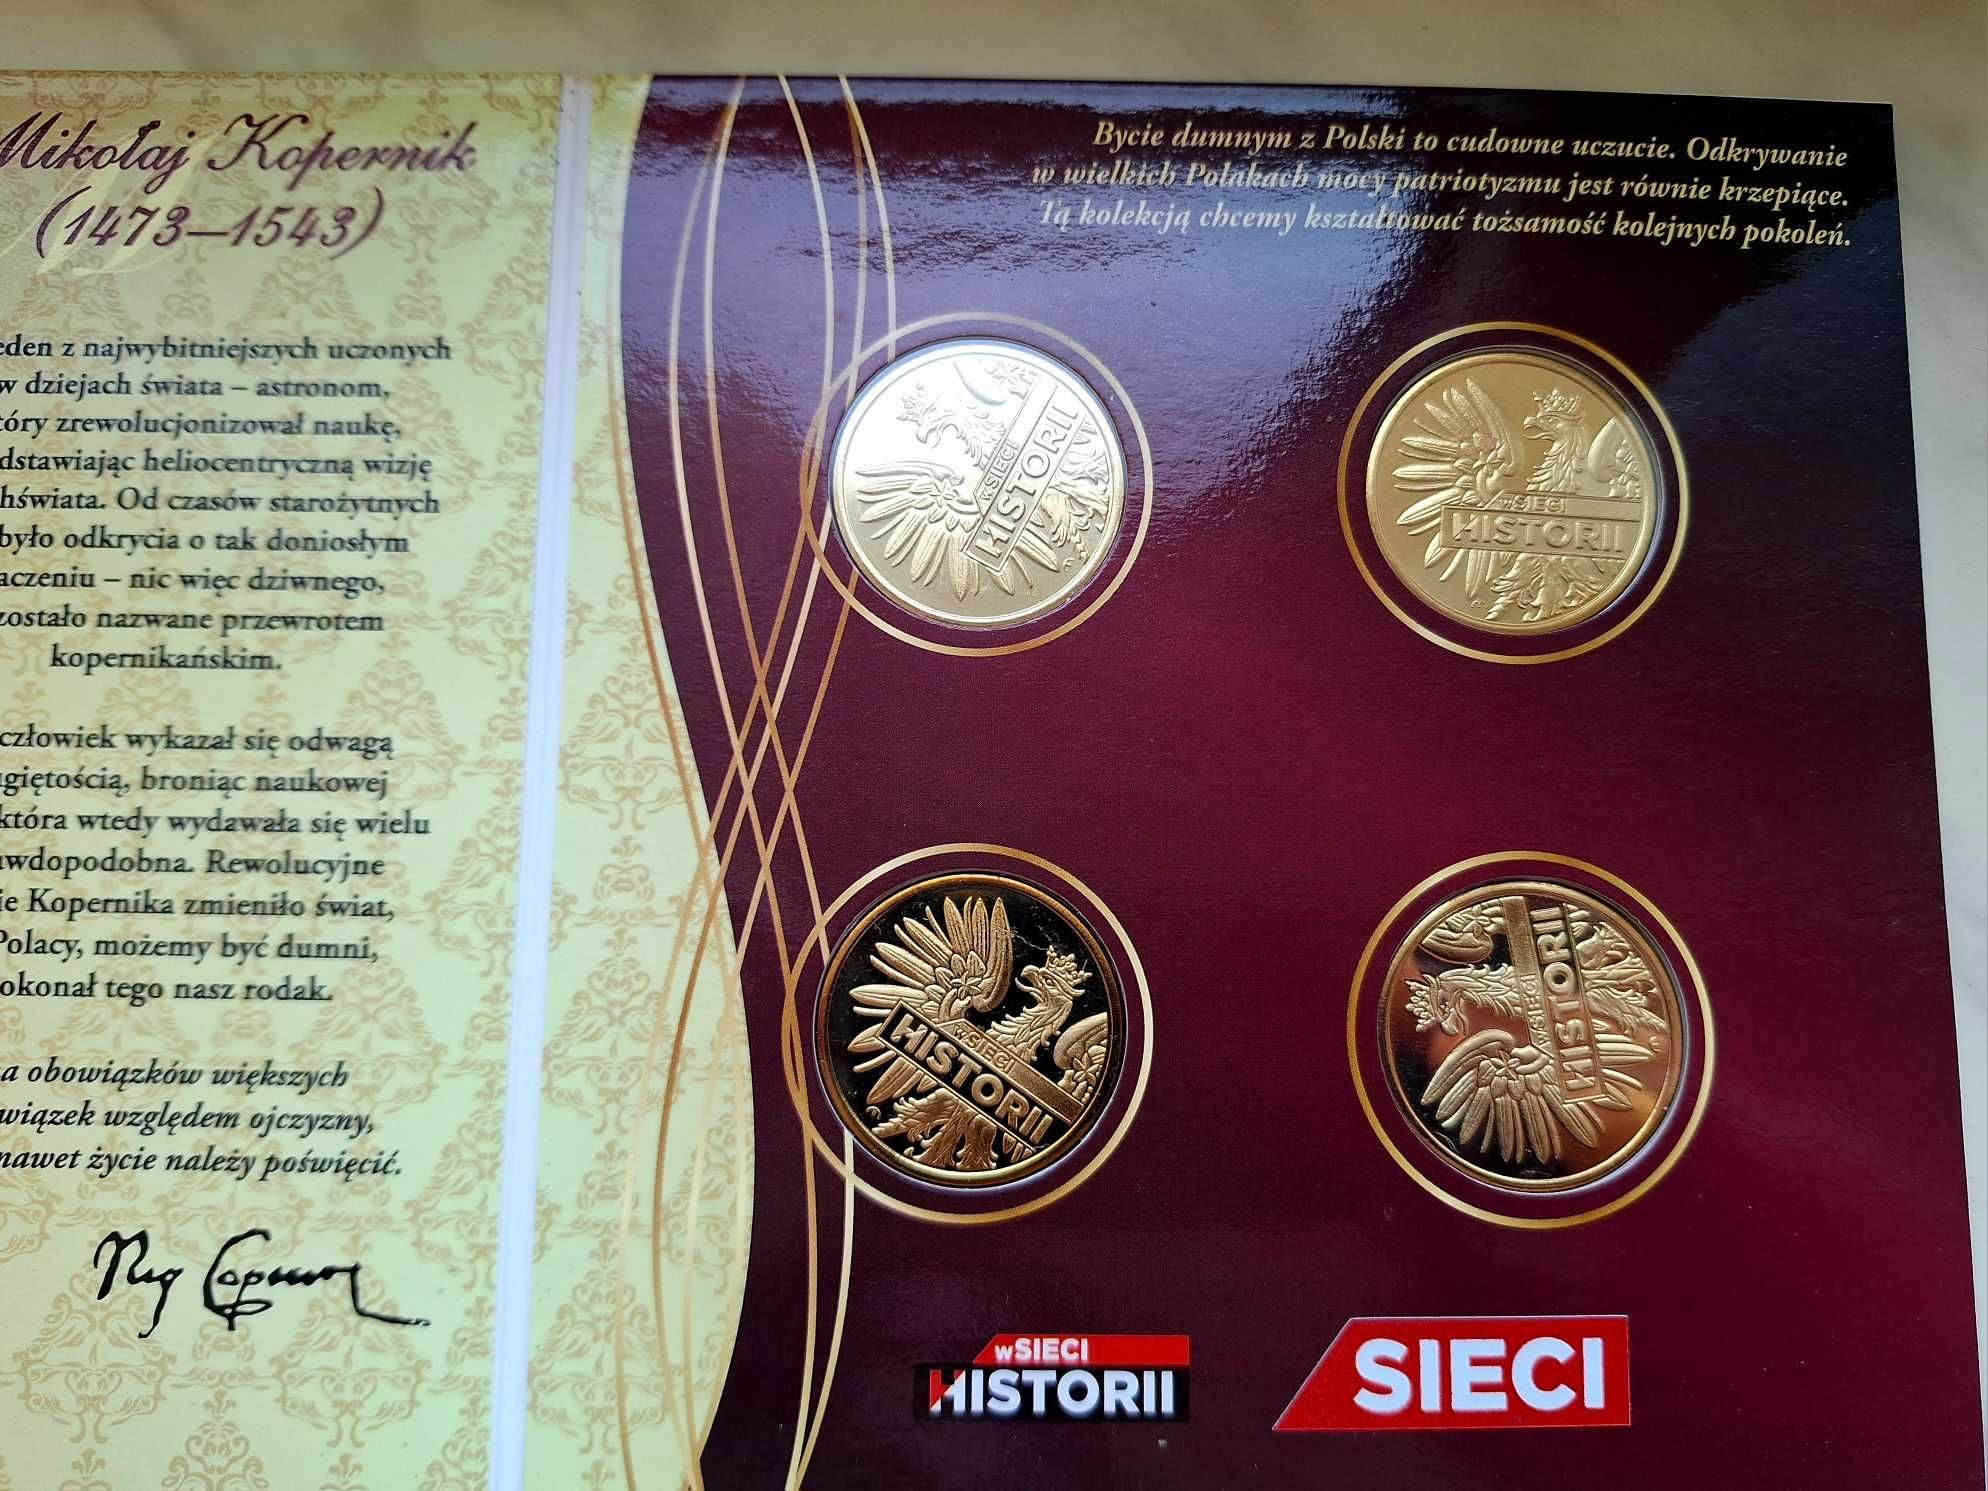 Mikołaj Kopernik
(1473–1543)
eden z najwybitniejszych uczonych
w dziejach świata – astronom,
tóry zrewolucjonizował naukę,
dstawiając heliocentryczną wizję
hświata. Od czasów starożytnych
było odkrycia o tak doniosłym
aczeniu – nic więc dziwnego,
zostało nazwane przewrotem
kopernikańskim.
człowiek wykazał się odwagą
ugiętością, broniąc naukowej
która wtedy wydawała się wielu
awdopodobna. Rewolucyjne
ie Kopernika zmieniło świat,
Polacy, możemy być dumni,
okonał tego nasz rodak.
a obowiązków większych
wiązek względem ojczyzny,
nawet życie należy poświęcić.
Bycie dumnym z Polski to cudowne uczucie. Odkrywanie
w wielkich Polakach mocy patriotyzmu jest równie krzepiące.
Tą kolekcją chcemy kształtować tożsamość kolejnych pokoleń.
wSIECI
HISTORII
wSIECI
HISTORII
wSIECI
HISTORII
wSIECI
HISTORII
wSIECI
HISTORII
SIECI